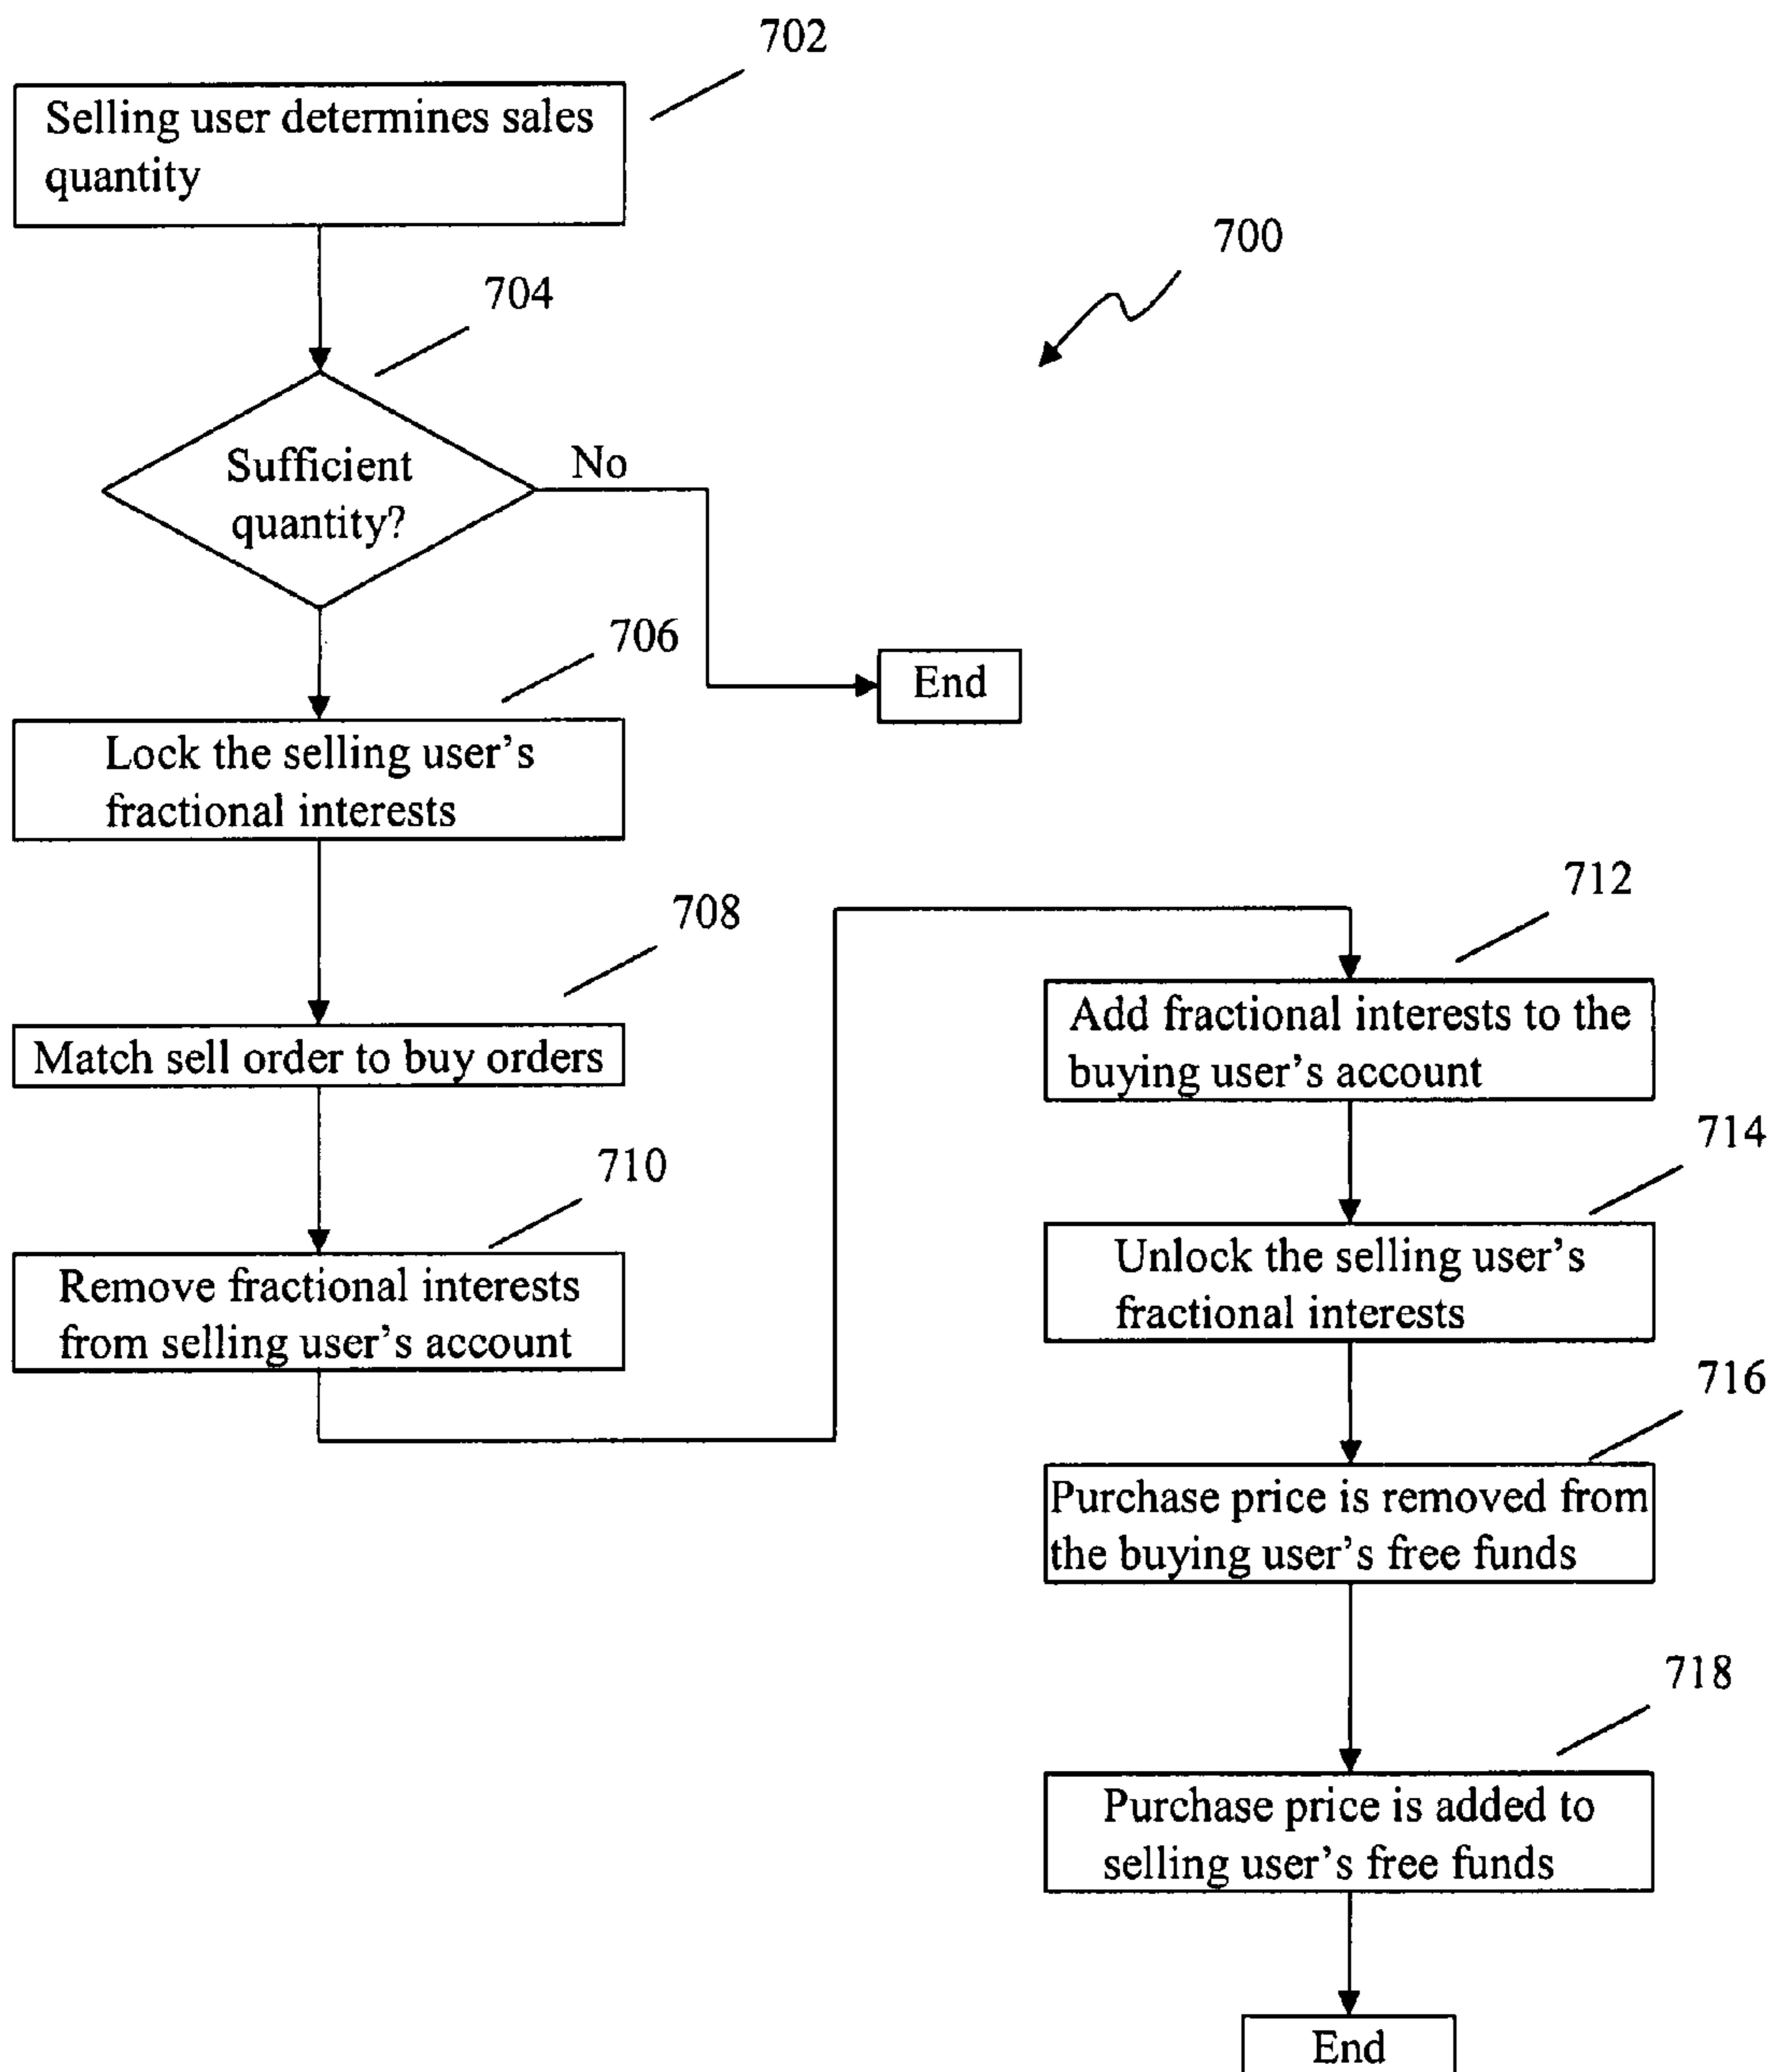 702
Selling user determines sales
quantity
700
704
Sufficient
quantity?
No
706
End
Lock the selling user's
fractional interests
708
Match sell order to buy orders
710
Remove fractional interests
from selling user's account
712
Add fractional interests to the
buying user's account
714
Unlock the selling user's
fractional interests
716
Purchase price is removed from
the buying user's free funds
718
Purchase price is added to
selling user's free funds
End